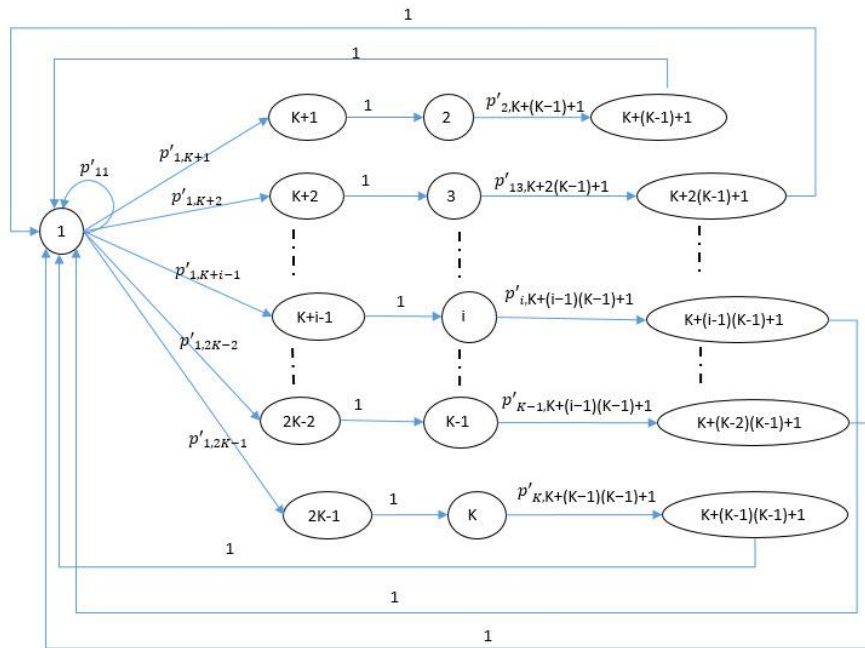 1
1
K+1
1
2
p′2,K+(K−1)+1
K+(K-1)+1
p′1,K+1
p′11
p′1,K+2
K+2
1
3
p′13,K+2(K−1)+1
K+2(K-1)+1
1
p′1,K+i−1
K+i-1
1
i
p′i,K+(i−1)(K−1)+1
K+(i-1)(K-1)+1
p′1,2K−2
2K-2
1
K-1
p′K−1,K+(i−1)(K−1)+1
K+(K-2)(K-1)+1
p′1,2K−1
2K-1
1
K
p′K,K+(K−1)(K−1)+1
K+(K-1)(K-1)+1
1
1
1